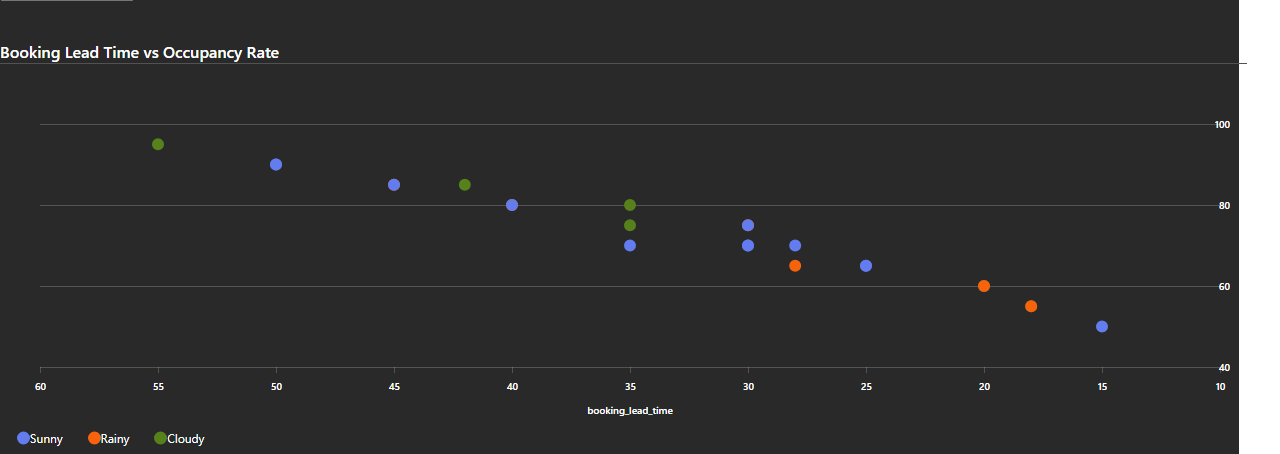 Booking Lead Time vs Occupancy Rate
100
80
60
40
60 55 50 45 40 35 30 25 20 15 10
booking_lead_time
Sunny Rainy Cloudy